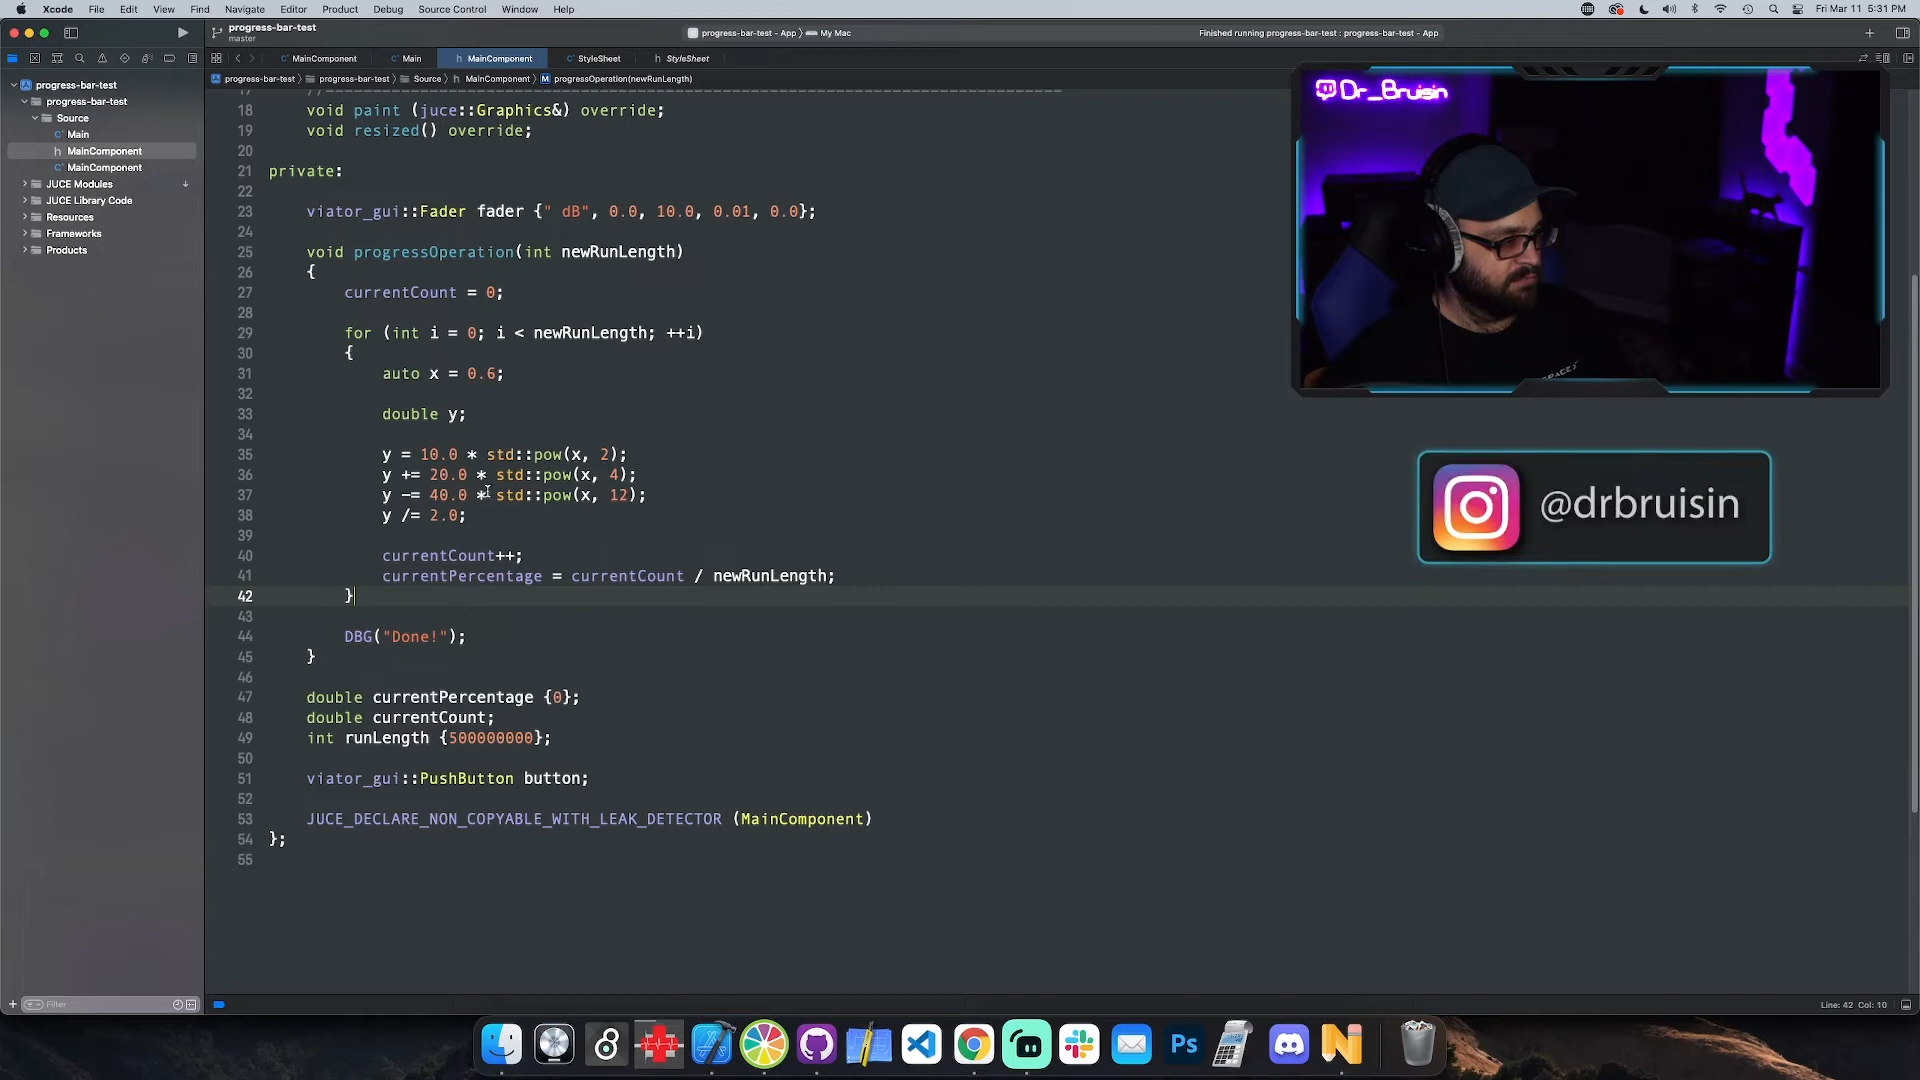 Xcode File Edit View Find Navigate Editor Product Debug Source Control Window Help
Fri Mar 11 5:31 PM
progress-bar-test
master
progress-bar-test - App 〉 My Mac
Finished running progress-bar-test : progress-bar-test - App
MainComponent
Main
MainComponent
StyleSheet
StyleSheet
progress-bar-test 〉 progress-bar-test 〉 Source 〉 MainComponent 〉 M progressOperation(newRunLength)
progress-bar-test
progress-bar-test
Source
Main
MainComponent
MainComponent
JUCE Modules
JUCE Library Code
Resources
Frameworks
Products
17 //==============================================================================
18 void paint (juce::Graphics&) override;
19 void resized() override;
20
21 private:
22
23 viator_gui::Fader fader {" dB", 0.0, 10.0, 0.01, 0.0};
24
25 void progressOperation(int newRunLength)
26 {
27 currentCount = 0;
28
29 for (int i = 0; i < newRunLength; ++i)
30 {
31 auto x = 0.6;
32
33 double y;
34
35 y = 10.0 * std::pow(x, 2);
36 y += 20.0 * std::pow(x, 4);
37 y -= 40.0 * std::pow(x, 12);
38 y /= 2.0;
39
40 currentCount++;
41 currentPercentage = currentCount / newRunLength;
42 }
43
44 DBG("Done!");
45 }
46
47 double currentPercentage {0};
48 double currentCount;
49 int runLength {500000000};
50
51 viator_gui::PushButton button;
52
53 JUCE_DECLARE_NON_COPYABLE_WITH_LEAK_DETECTOR (MainComponent)
54 };
55
Dr_Bruisin
@drbruisin
Filter
Line: 42 Col: 10
Ps